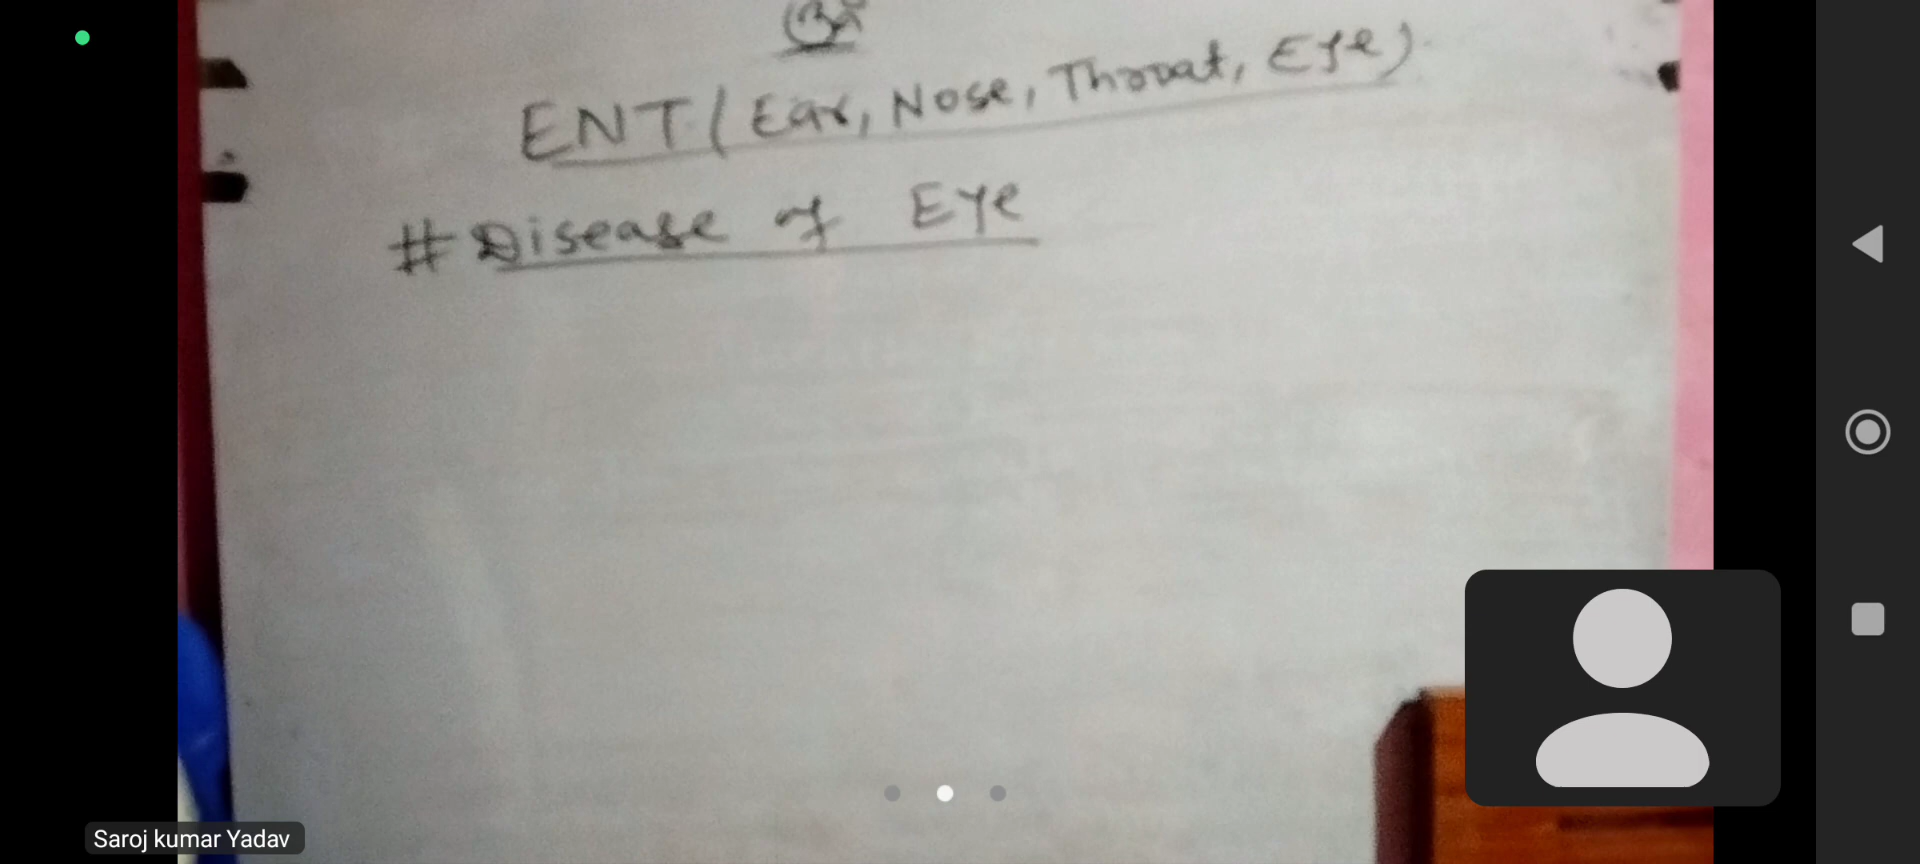 ENT (Ear, Nose, Throat, Eye)
# Disease of Eye
Saroj kumar Yadav